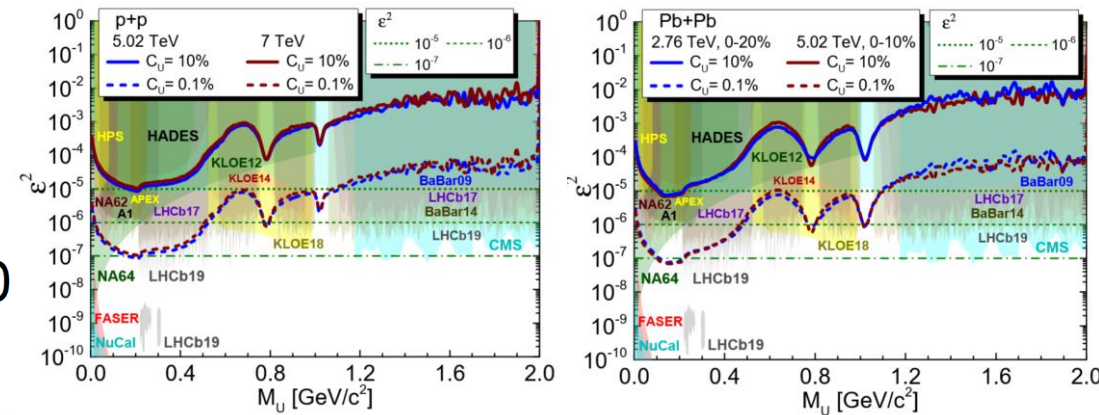 p+p
5.02 TeV 7 TeV
C_U = 10% C_U = 10%
C_U = 0.1% C_U = 0.1%
ε²
10⁻⁵ 10⁻⁶
10⁻⁷
10⁰
10⁻¹
10⁻²
10⁻³
10⁻⁴
10⁻⁵
10⁻⁶
10⁻⁷
10⁻⁸
10⁻⁹
10⁻¹⁰
ε²
HPS
HADES
KLOE12
KLOE14
BaBar09
NA62
APEX
A1
LHCb17
LHCb17
BaBar14
LHCb19
KLOE18
CMS
NA64
LHCb19
FASER
NuCal
LHCb19
0.0 0.4 0.8 1.2 1.6 2.0
M_U [GeV/c²]
Pb+Pb
2.76 TeV, 0-20% 5.02 TeV, 0-10%
C_U = 10% C_U = 10%
C_U = 0.1% C_U = 0.1%
ε²
10⁻⁵ 10⁻⁶
10⁻⁷
10⁰
10⁻¹
10⁻²
10⁻³
10⁻⁴
10⁻⁵
10⁻⁶
10⁻⁷
10⁻⁸
10⁻⁹
10⁻¹⁰
ε²
HPS
HADES
KLOE12
KLOE14
BaBar09
NA62
APEX
A1
LHCb17
LHCb17
BaBar14
LHCb19
KLOE18
CMS
NA64
LHCb19
FASER
NuCal
LHCb19
0.0 0.4 0.8 1.2 1.6 2.0
M_U [GeV/c²]